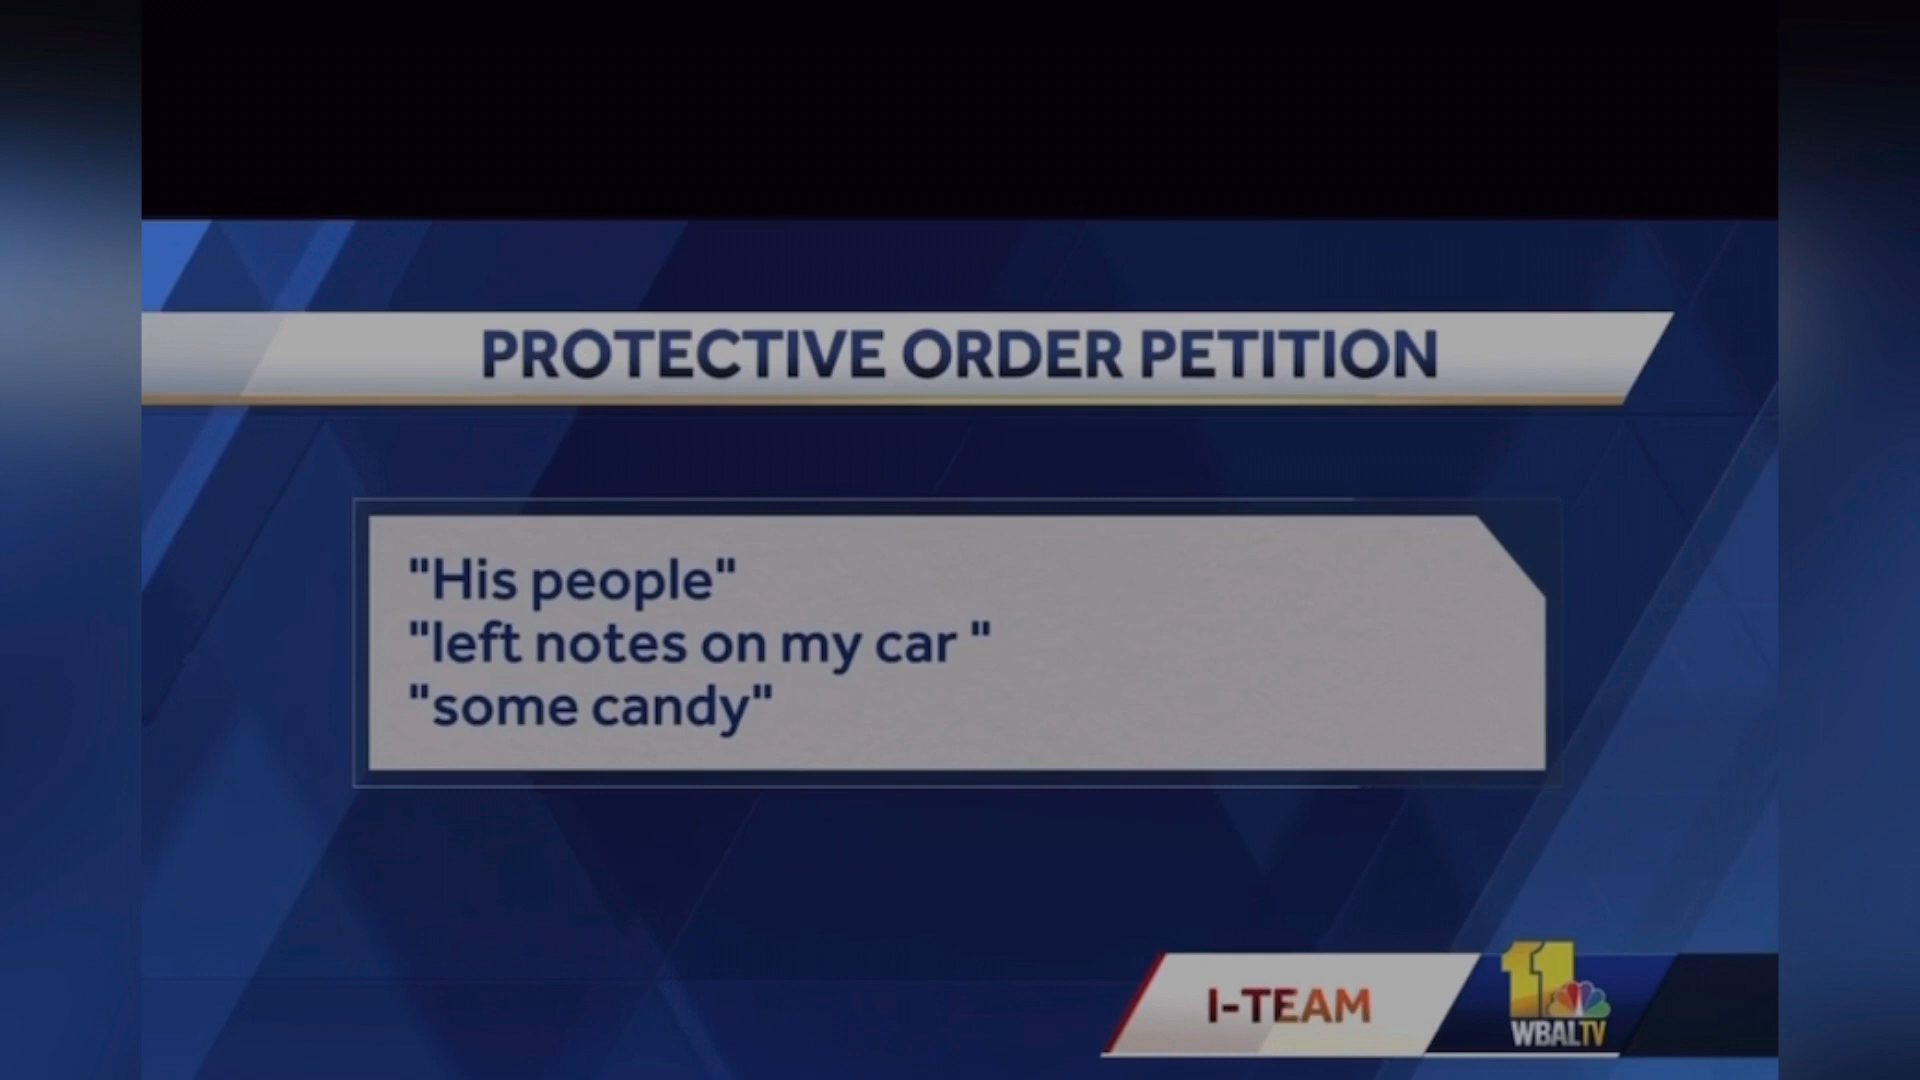 PROTECTIVE ORDER PETITION
"His people"
"left notes on my car "
"some candy"
I-TEAM
11
WBALTV